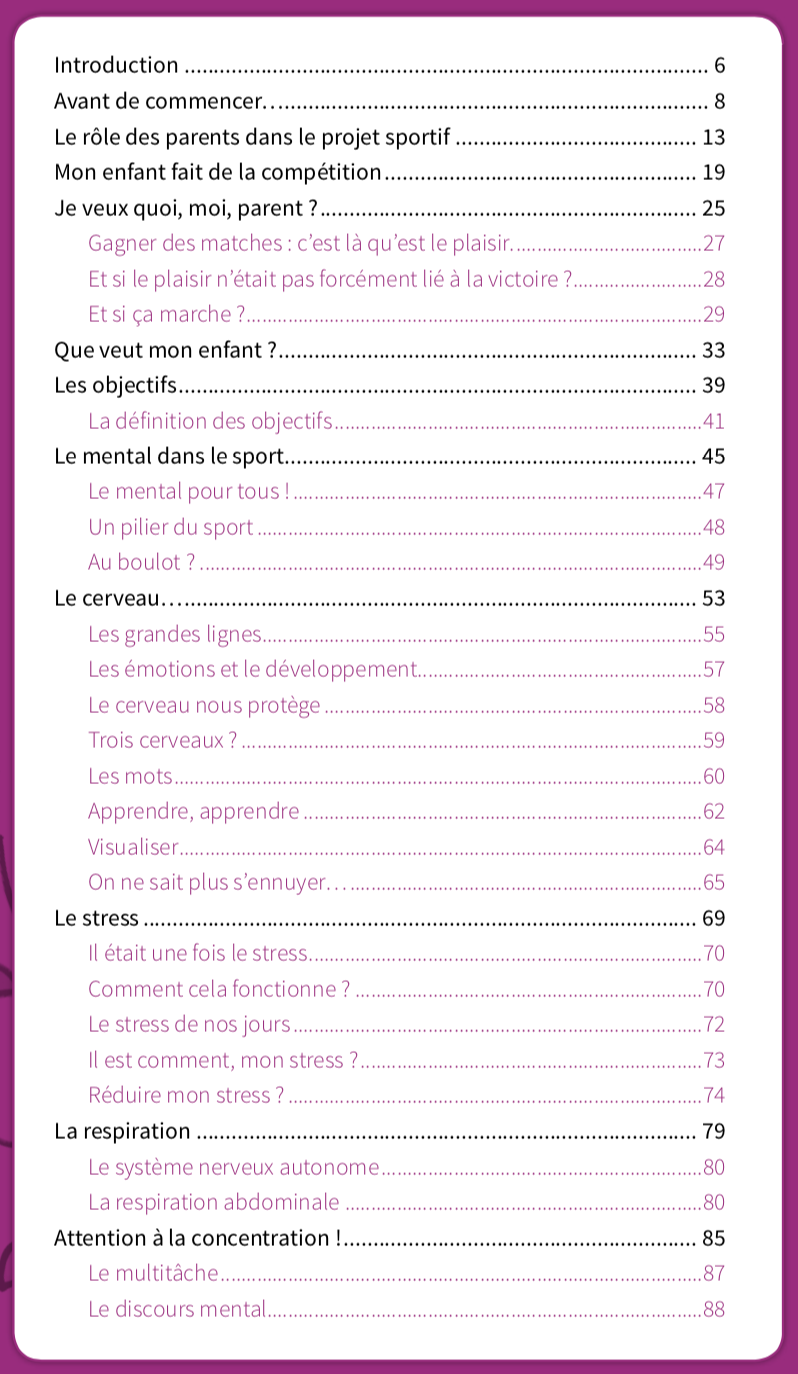 Introduction ........................................................................................ 6
Avant de commencer. . ......................................................................... 8
Le rôle des parents dans le projet sportif ......................................... 13
Mon enfant fait de la compétition..................................................... 19
Je veux quoi, moi, parent ?................................................................ 25
Gagner des matches : c’est là qu’est le plaisir.................................27
Et si le plaisir n’était pas forcément lié à la victoire ?......................28
Et si ça marche ?..............................................................................29
Que veut mon enfant ?....................................................................... 33
Les objectifs........................................................................................ 39
La définition des objectifs...............................................................41
Le mental dans le sport...................................................................... 45
Le mental pour tous !......................................................................47
Un pilier du sport ............................................................................48
Au boulot ? ......................................................................................49
Le cerveau. . ........................................................................................ 53
Les grandes lignes...........................................................................55
Les émotions et le développement.................................................57
Le cerveau nous protège .................................................................58
Trois cerveaux ? ...............................................................................59
Les mots..........................................................................................60
Apprendre, apprendre ....................................................................62
Visualiser.........................................................................................64
On ne sait plus s’ennuyer. . . ............................................................65
Le stress .............................................................................................. 69
Il était une fois le stress...................................................................70
Comment cela fonctionne ? ...........................................................70
Le stress de nos jours......................................................................72
Il est comment, mon stress ?..........................................................73
Réduire mon stress ? .......................................................................74
La respiration ..................................................................................... 79
Le système nerveux autonome.......................................................80
La respiration abdominale .............................................................80
Attention à la concentration !............................................................ 85
Le multitâche..................................................................................87
Le discours mental..........................................................................88